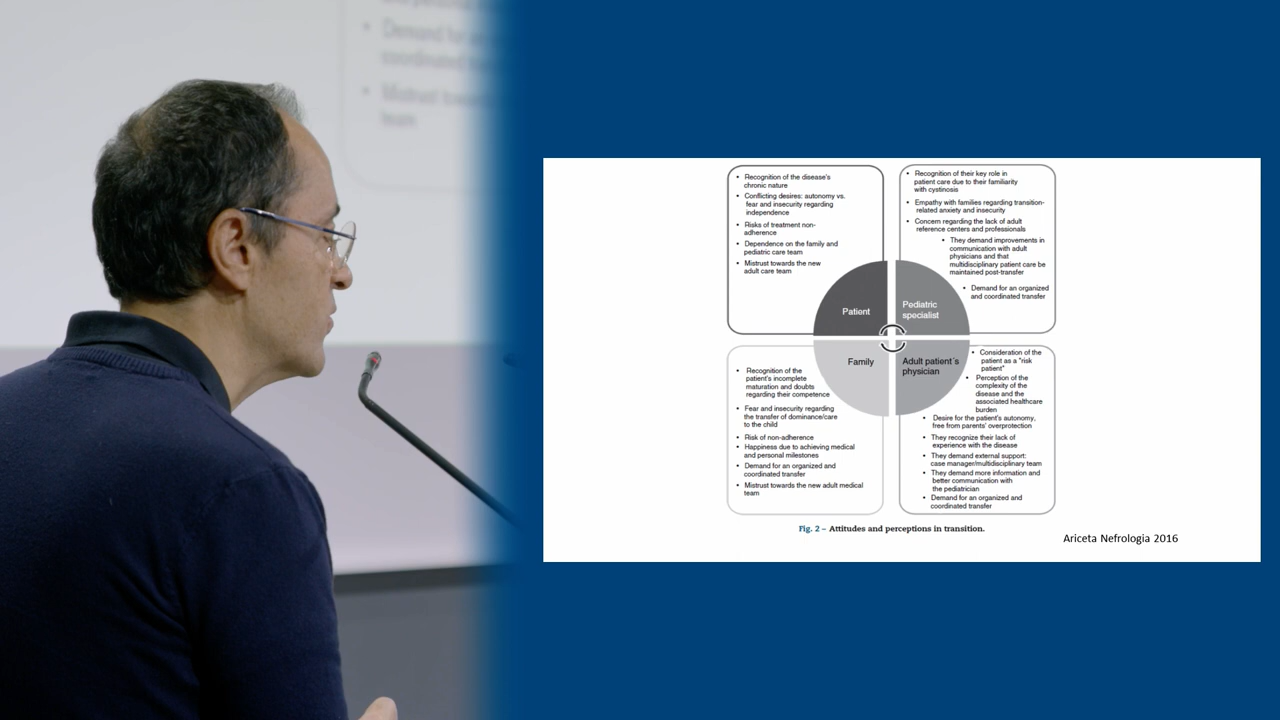 Demand for an
coordinated
Mistrust towards
team
• Recognition of the disease's
chronic nature
• Conflicting desires: autonomy vs.
fear and insecurity regarding
independence
• Risks of treatment non-
adherence
• Dependence on the family and
pediatric care team
• Mistrust towards the new
adult care team
Patient
• Recognition of their key role in
patient care due to their familiarity
with cystinosis
• Empathy with families regarding transition-
related anxiety and insecurity
• Concern regarding the lack of adult
reference centers and professionals
• They demand improvements in
communication with adult
physicians and that
multidisciplinary patient care be
maintained post-transfer
• Demand for an organized
and coordinated transfer
Pediatric
specialist
Family
• Recognition of the
patient's incomplete
maturation and doubts
regarding their competence
• Fear and insecurity regarding
the transfer of dominance/care
to the child
• Risk of non-adherence
• Happiness due to achieving medical
and personal milestones
• Demand for an organized and
coordinated transfer
• Mistrust towards the new adult medical
team
Adult patient´s
physician
• Consideration of the
patient as a "risk
patient"
• Perception of the
complexity of the
disease and the
associated healthcare
burden
• Desire for the patient's autonomy,
free from parents' overprotection
• They recognize their lack of
experience with the disease
• They demand external support:
case manager/multidisciplinary team
• They demand more information and
better communication with
the pediatrician
• Demand for an organized and
coordinated transfer
Fig. 2 – Attitudes and perceptions in transition.
Ariceta Nefrologia 2016